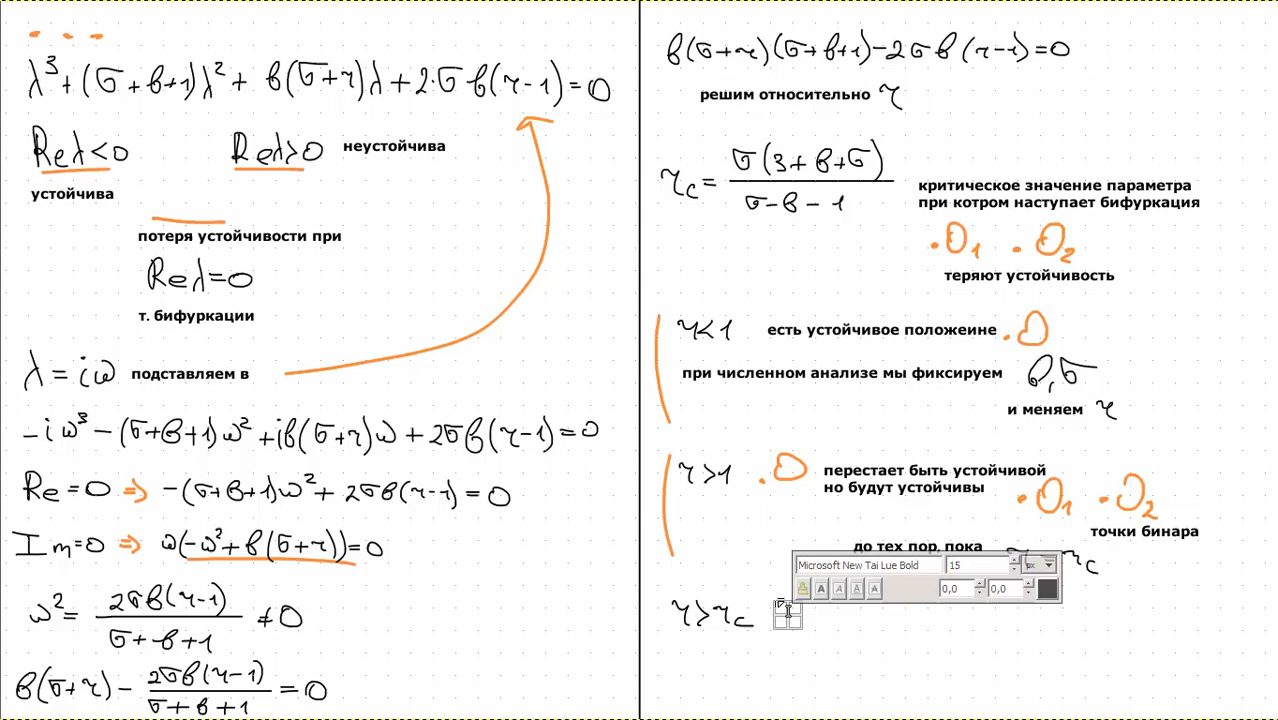 λ³+(σ+b+1)λ²+ b(σ+r)λ+2·σb(r-1)=0
Reλ<0 Reλ>0 неустойчива
устойчива
потеря устойчивости при
Reλ=0
т. бифуркации
λ=iω подставляем в
-iω³-(σ+b+1)ω²+ib(σ+r)ω+2σb(r-1)=0
Re=0 ⇒ -(σ+b+1)ω²+2σb(r-1)=0
Im=0 ⇒ ω(-ω²+b(σ+r))=0
ω²= 2σb(r-1)/σ+b+1 ≠0
b(σ+r) - 2σb(r-1)/σ+b+1 =0
b(σ+r)(σ+b+1)-2σb(r-1)=0
решим относительно r
r_c= σ(3+b+σ)/σ-b-1
критическое значение параметра
при котром наступает бифуркация
.O₁ .O₂
теряют устойчивость
r<1 есть устойчивое положеине .O
при численном анализе мы фиксируем b,σ
и меняем r
r>1 .O перестает быть устойчивой
но будут устойчивы .O₁ .O₂
точки бинара
до тех пор, пока r_c
Microsoft New Tai Lue Bold 15 px
A A A A 0,0 0,0
r>r_c